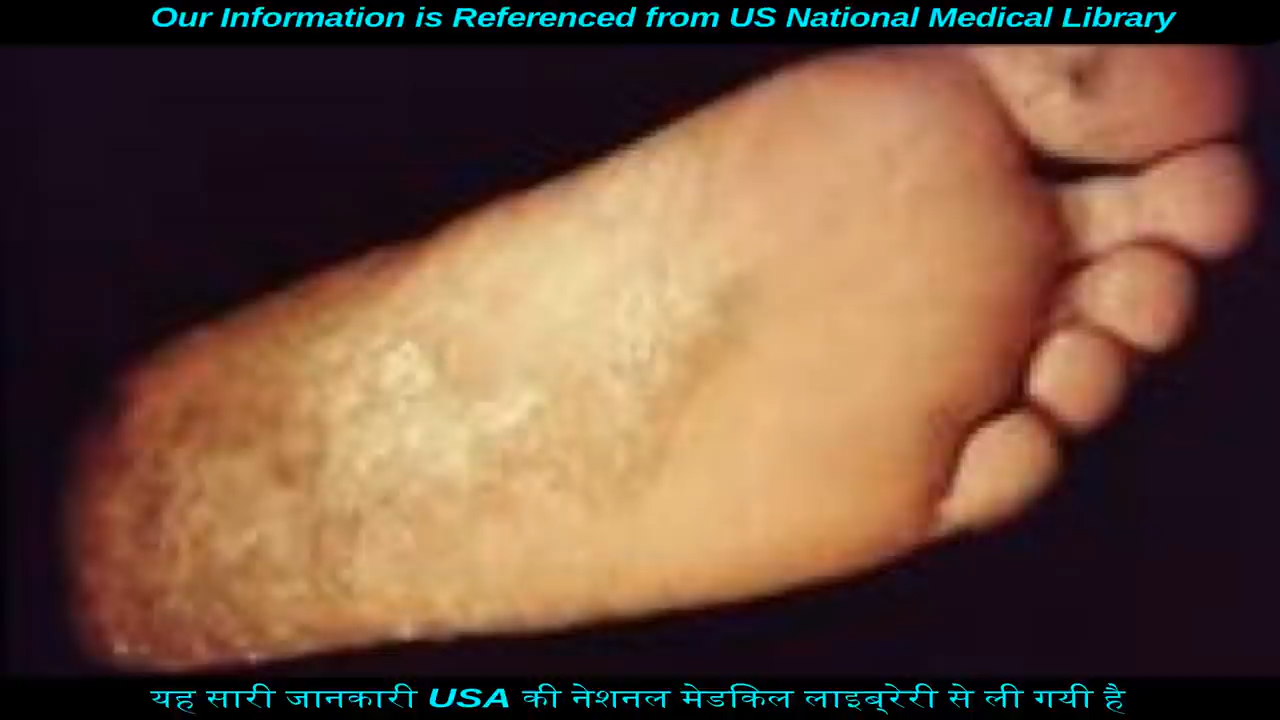 Our Information is Referenced from US National Medical Library
यह सारी जानकारी USA की नेशनल मेडिकल लाइब्रेरी से ली गयी है